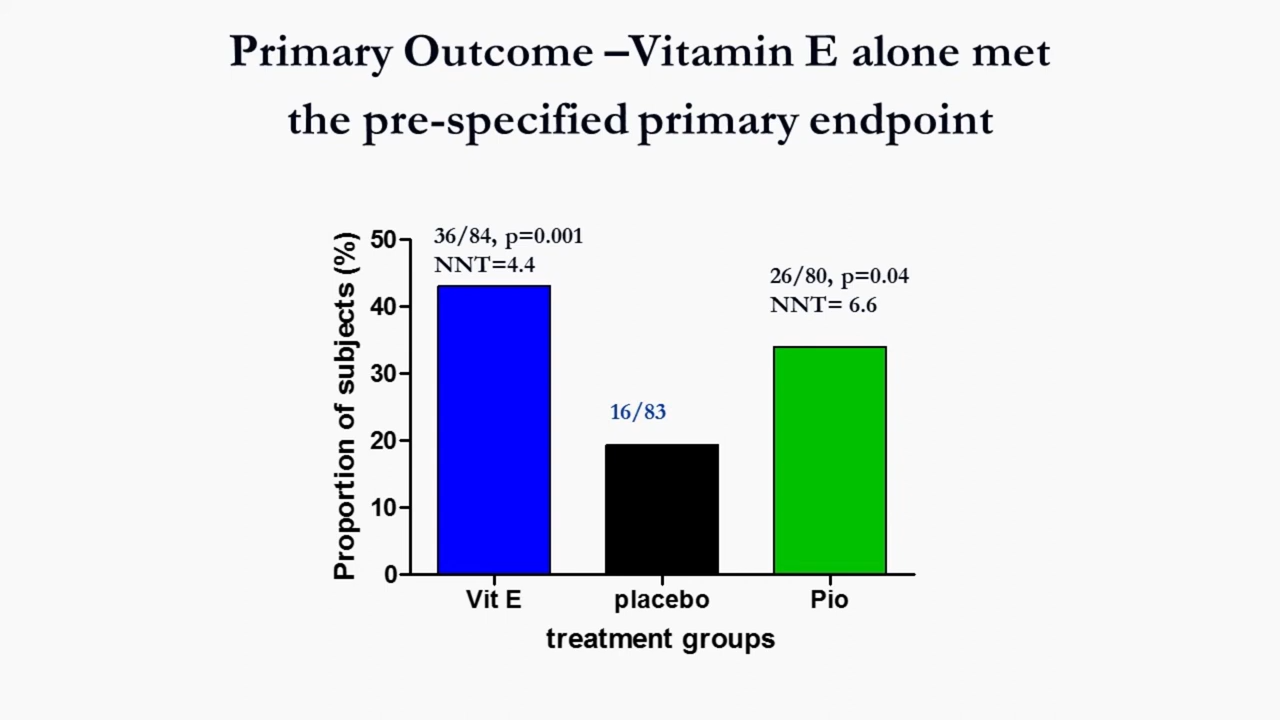 Primary Outcome –Vitamin E alone met
the pre-specified primary endpoint
Proportion of subjects (%)
50
40
30
20
10
0
36/84, p=0.001
NNT=4.4
16/83
26/80, p=0.04
NNT= 6.6
Vit E
placebo
Pio
treatment groups